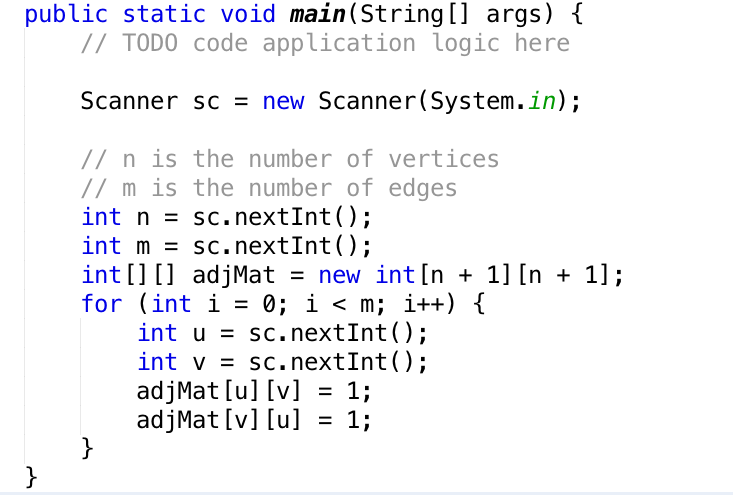 public static void main(String[] args) {
// TODO code application logic here
Scanner sc = new Scanner(System.in);
// n is the number of vertices
// m is the number of edges
int n = sc.nextInt();
int m = sc.nextInt();
int[][] adjMat = new int[n + 1][n + 1];
for (int i = 0; i < m; i++) {
int u = sc.nextInt();
int v = sc.nextInt();
adjMat[u][v] = 1;
adjMat[v][u] = 1;
}
}